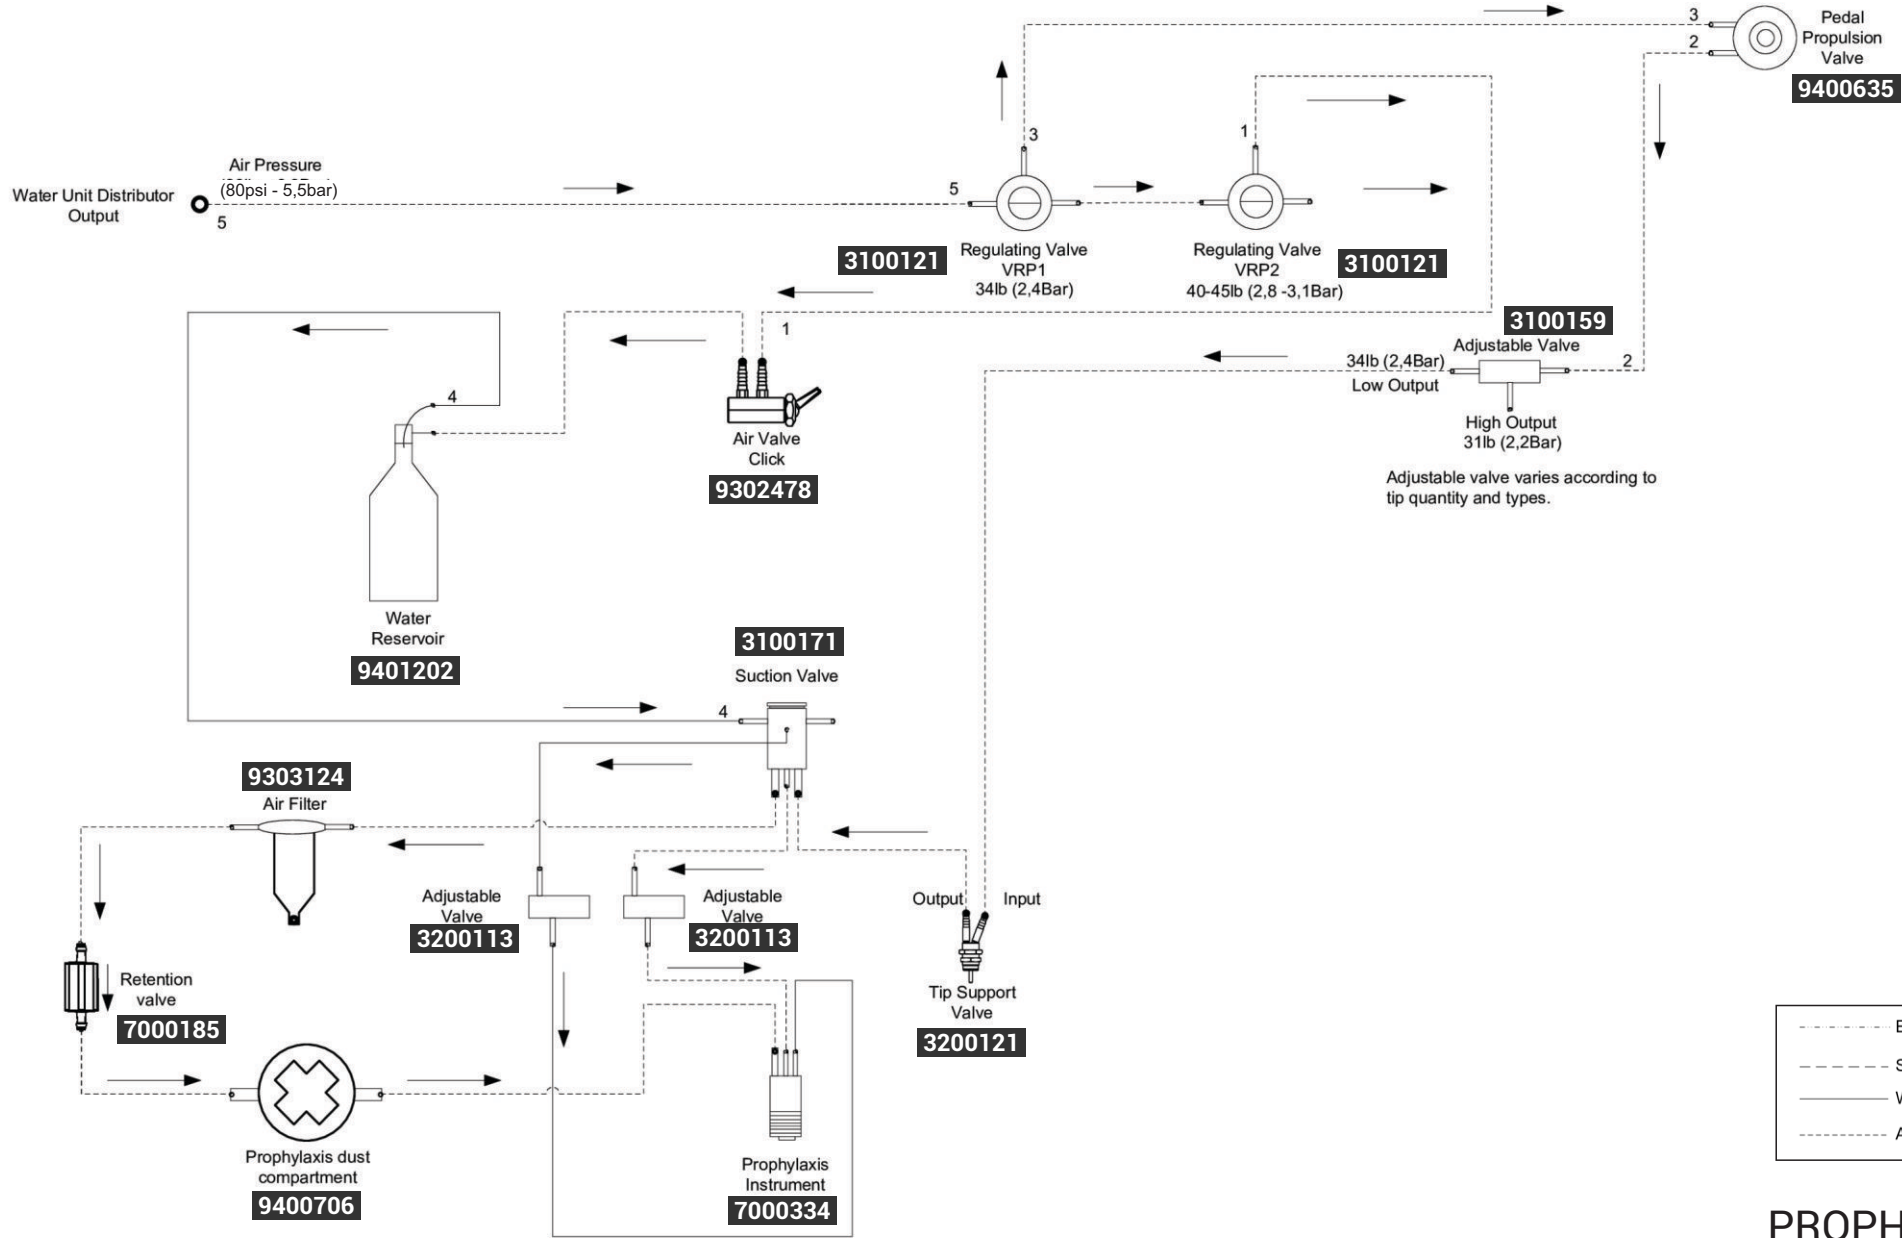 3
2
Pedal
Propulsion
Valve
9400635
3
1
Air Pressure
(80psi - 5,5bar)
Water Unit Distributor
Output
5
5
3100121
Regulating Valve
VRP1
34lb (2,4Bar)
Regulating Valve
VRP2
40-45lb (2,8 -3,1Bar)
3100121
1
3100159
Adjustable Valve
34lb (2,4Bar)
Low Output
2
High Output
31lb (2,2Bar)
Adjustable valve varies according to
tip quantity and types.
4
Air Valve
Click
9302478
Water
Reservoir
9401202
3100171
Suction Valve
4
9303124
Air Filter
Adjustable
Valve
3200113
Adjustable
Valve
3200113
Output
Input
Retention
valve
7000185
Tip Support
Valve
3200121
Prophylaxis dust
compartment
9400706
Prophylaxis
Instrument
7000334
PROPH